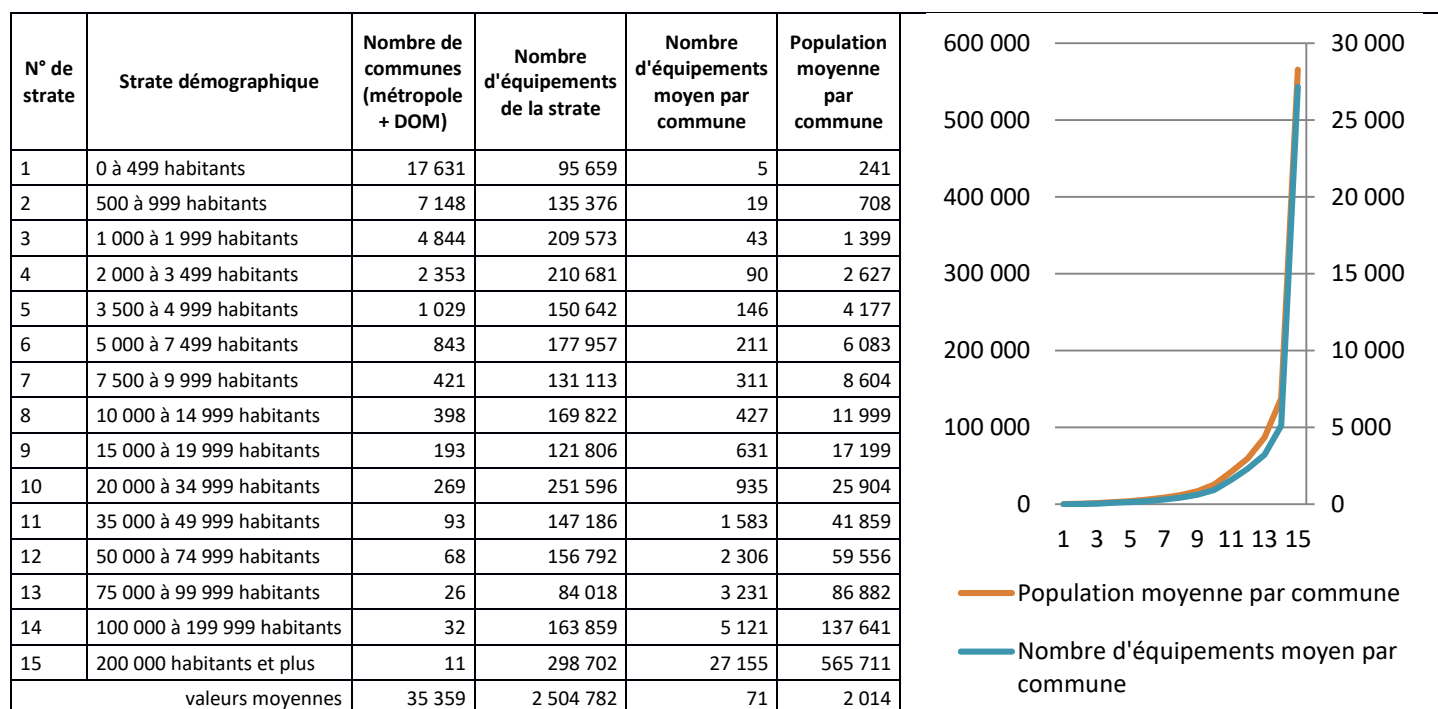 N° de strate | Strate démographique | Nombre de communes (métropole + DOM) | Nombre d'équipements de la strate | Nombre d'équipements moyen par commune | Population moyenne par commune
1 | 0 à 499 habitants | 17 631 | 95 659 | 5 | 241
2 | 500 à 999 habitants | 7 148 | 135 376 | 19 | 708
3 | 1 000 à 1 999 habitants | 4 844 | 209 573 | 43 | 1 399
4 | 2 000 à 3 499 habitants | 2 353 | 210 681 | 90 | 2 627
5 | 3 500 à 4 999 habitants | 1 029 | 150 642 | 146 | 4 177
6 | 5 000 à 7 499 habitants | 843 | 177 957 | 211 | 6 083
7 | 7 500 à 9 999 habitants | 421 | 131 113 | 311 | 8 604
8 | 10 000 à 14 999 habitants | 398 | 169 822 | 427 | 11 999
9 | 15 000 à 19 999 habitants | 193 | 121 806 | 631 | 17 199
10 | 20 000 à 34 999 habitants | 269 | 251 596 | 935 | 25 904
11 | 35 000 à 49 999 habitants | 93 | 147 186 | 1 583 | 41 859
12 | 50 000 à 74 999 habitants | 68 | 156 792 | 2 306 | 59 556
13 | 75 000 à 99 999 habitants | 26 | 84 018 | 3 231 | 86 882
14 | 100 000 à 199 999 habitants | 32 | 163 859 | 5 121 | 137 641
15 | 200 000 habitants et plus | 11 | 298 702 | 27 155 | 565 711
valeurs moyennes | 35 359 | 2 504 782 | 71 | 2 014
600 000 30 000
500 000 25 000
400 000 20 000
300 000 15 000
200 000 10 000
100 000 5 000
0 0
1 3 5 7 9 11 13 15
Population moyenne par commune
Nombre d'équipements moyen par
commune